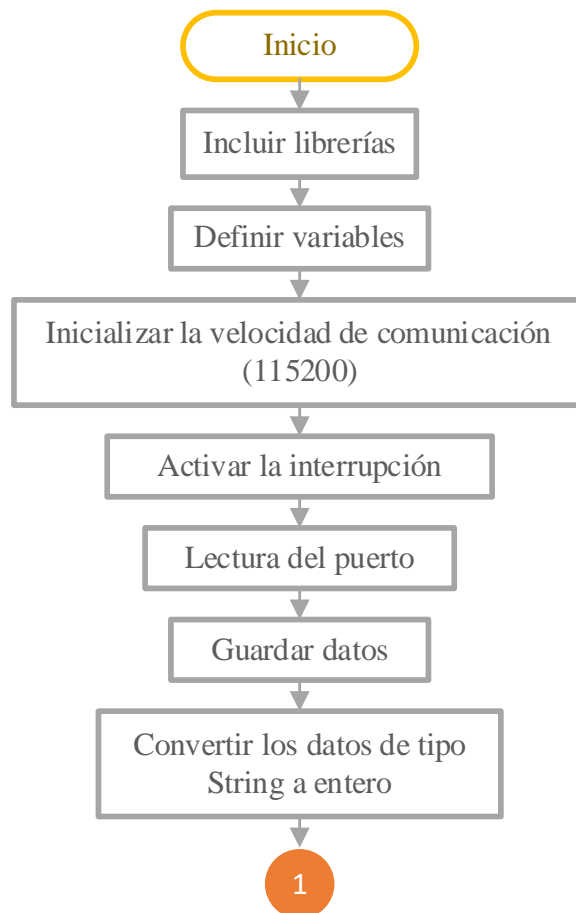 Inicio
Incluir librerías
Definir variables
Inicializar la velocidad de comunicación
(115200)
Activar la interrupción
Lectura del puerto
Guardar datos
Convertir los datos de tipo
String a entero
1